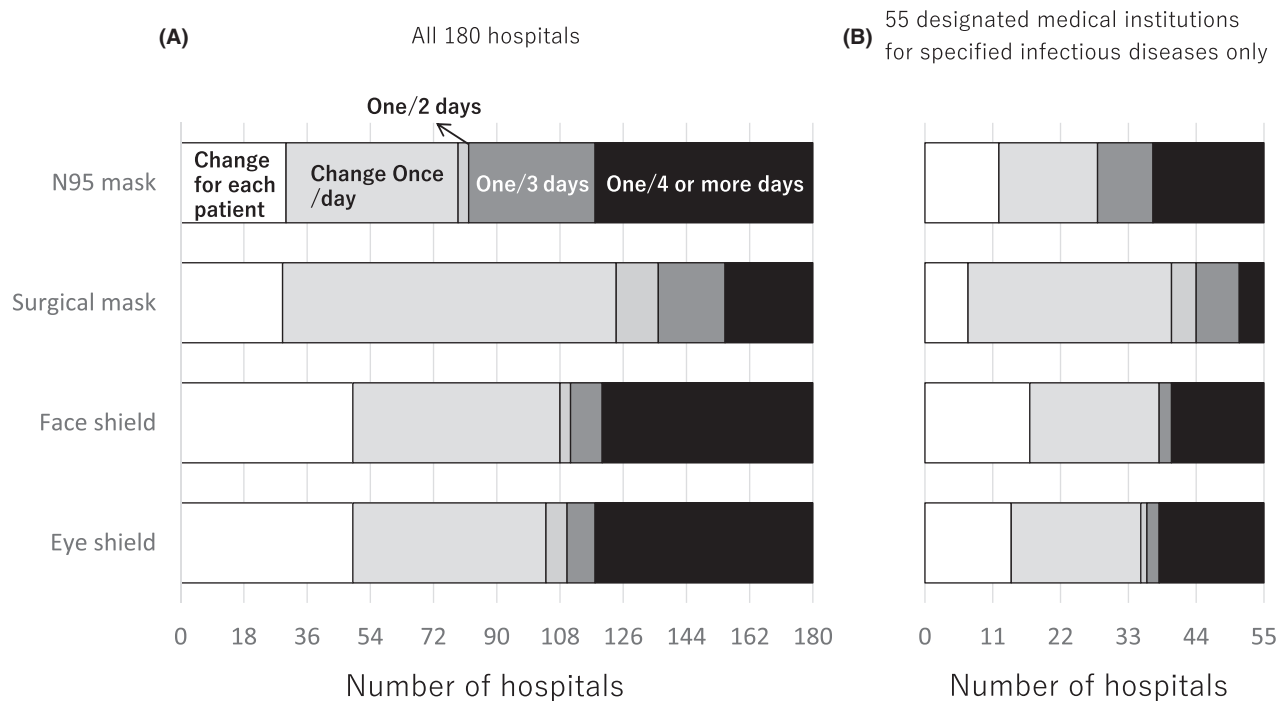 (A)
All 180 hospitals
(B)
55 designated medical institutions
for specified infectious diseases only
One/2 days
N95 mask
Change
for each
patient
Change Once
/day
One/3 days
One/4 or more days
Surgical mask
Face shield
Eye shield
0 18 36 54 72 90 108 126 144 162 180
0 11 22 33 44 55
Number of hospitals
Number of hospitals